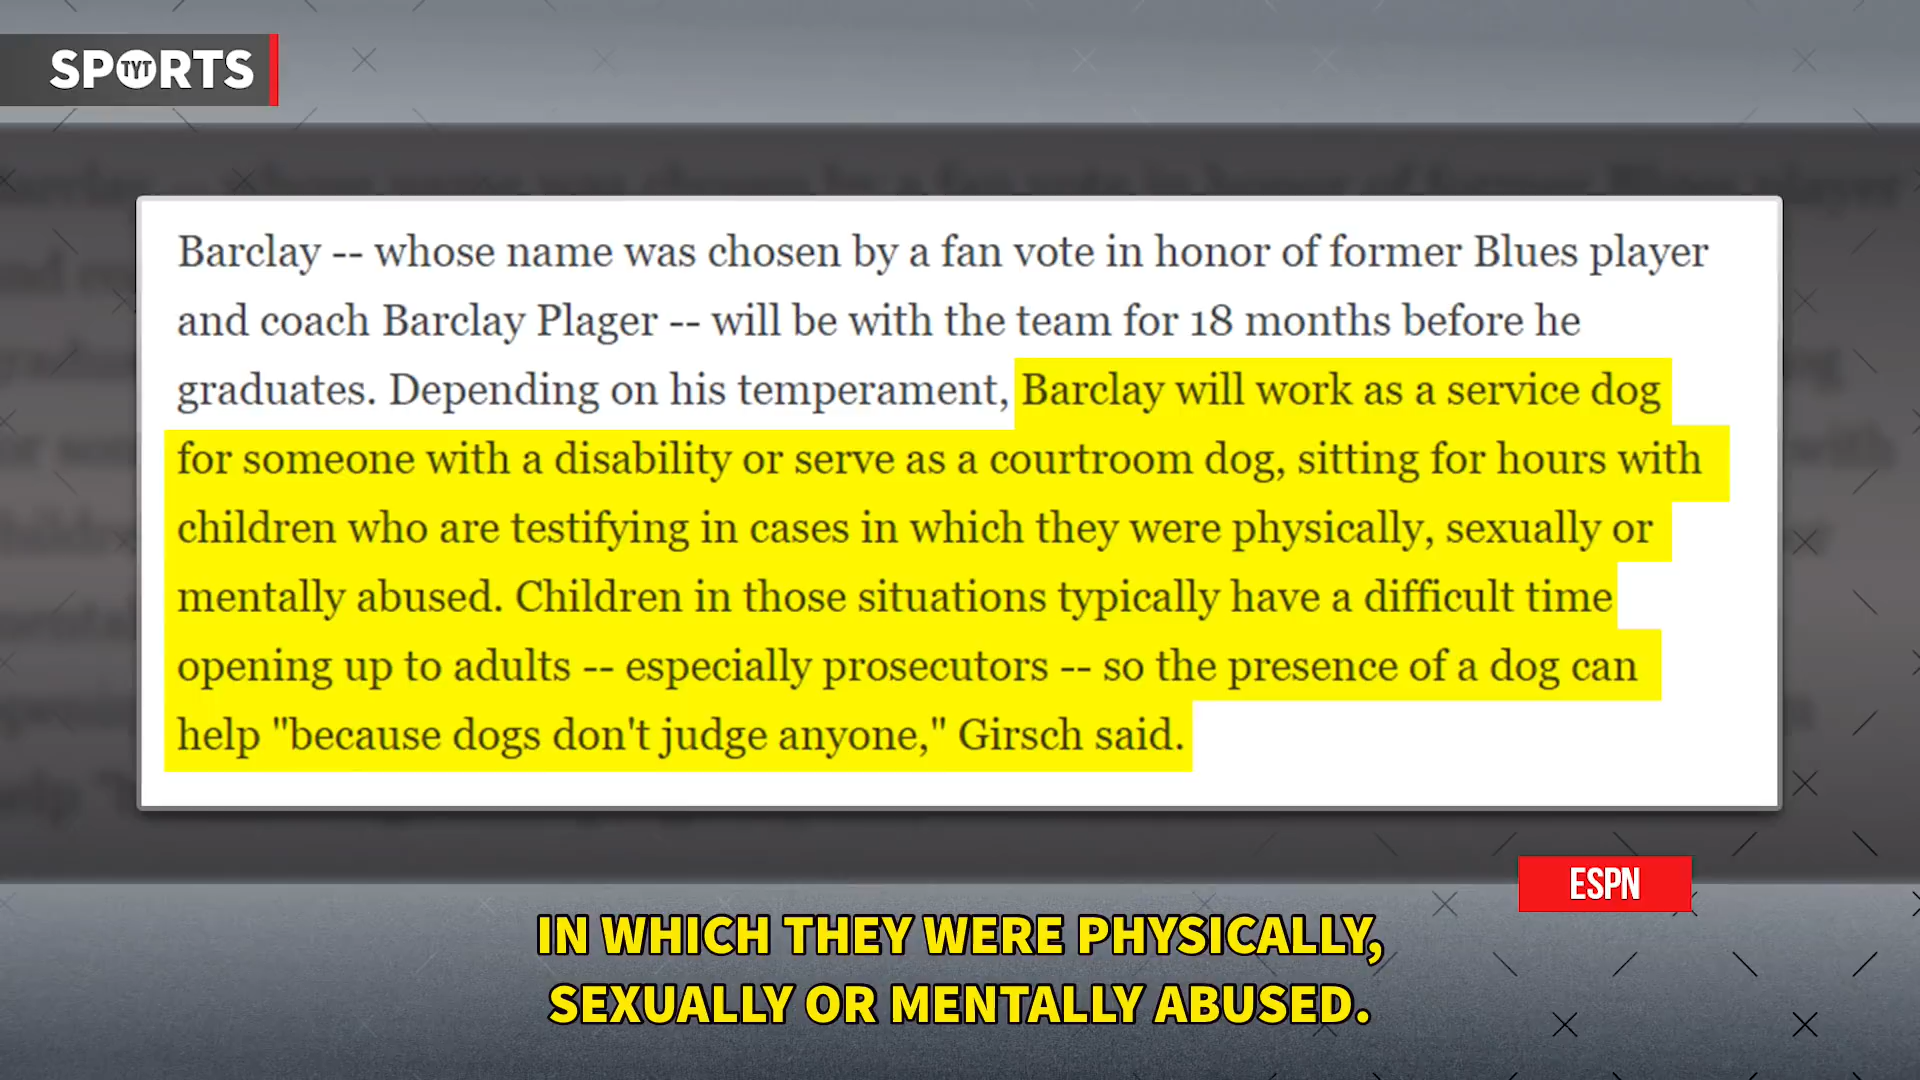 SPORTS
TYT
Barclay -- whose name was chosen by a fan vote in honor of former Blues player
and coach Barclay Plager -- will be with the team for 18 months before he
graduates. Depending on his temperament, Barclay will work as a service dog
for someone with a disability or serve as a courtroom dog, sitting for hours with
children who are testifying in cases in which they were physically, sexually or
mentally abused. Children in those situations typically have a difficult time
opening up to adults -- especially prosecutors -- so the presence of a dog can
help "because dogs don't judge anyone," Girsch said.
ESPN
IN WHICH THEY WERE PHYSICALLY,
SEXUALLY OR MENTALLY ABUSED.